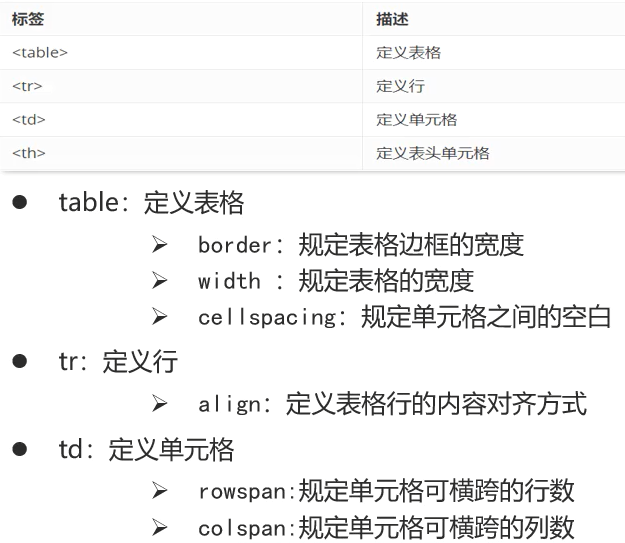 标签 描述
<table> 定义表格
<tr> 定义行
<td> 定义单元格
<th> 定义表头单元格
● table：定义表格
➢ border：规定表格边框的宽度
➢ width ：规定表格的宽度
➢ cellspacing：规定单元格之间的空白
● tr：定义行
➢ align：定义表格行的内容对齐方式
● td：定义单元格
➢ rowspan:规定单元格可横跨的行数
➢ colspan:规定单元格可横跨的列数